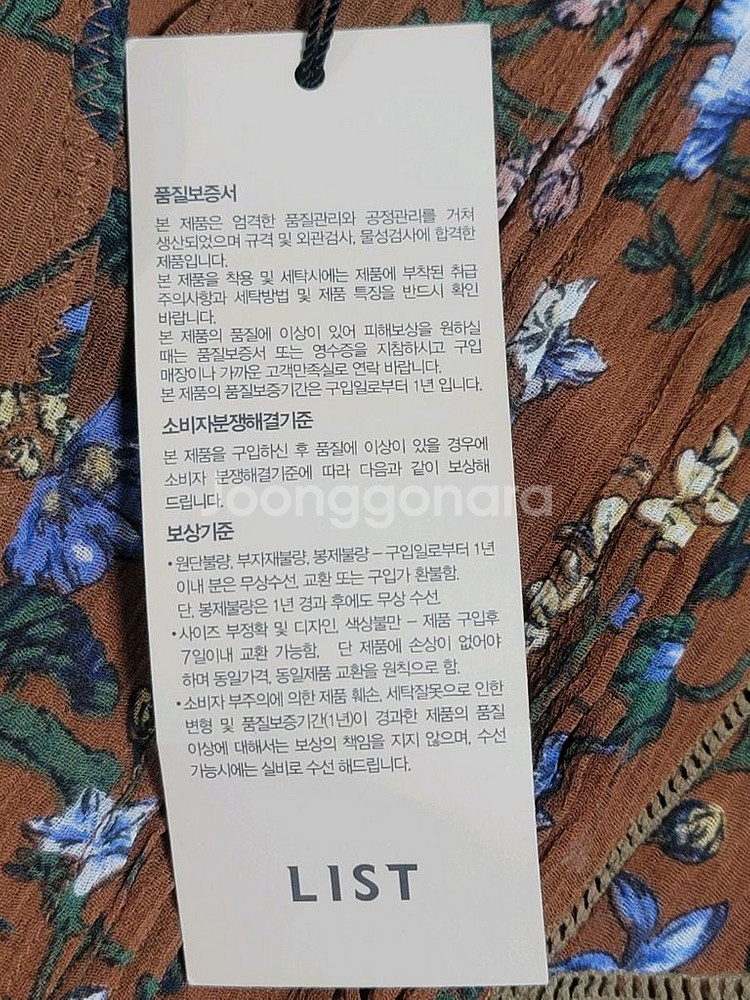 품질보증서
본 제품은 엄격한 품질관리와 공정관리를 거쳐
생산되었으며 규격 및 외관검사, 물성검사에 합격한
제품입니다.
본 제품을 착용 및 세탁시에는 제품에 부착된 취급
주의사항과 세탁방법 및 제품 특징을 반드시 확인
바랍니다.
본 제품의 품질에 이상이 있어 피해보상을 원하실
때는 품질보증서 또는 영수증을 지참하시고 구입
매장이나 가까운 고객만족실로 연락 바랍니다.
본 제품의 품질보증기간은 구입일로부터 1년 입니다.
소비자분쟁해결기준
본 제품을 구입하신 후 품질에 이상이 있을 경우에
소비자 분쟁해결기준에 따라 다음과 같이 보상해
드립니다.
Joonggonara
보상기준
• 원단불량, 부자재불량, 봉제불량 – 구입일로부터 1년
이내 분은 무상수선, 교환 또는 구입가 환불함.
단, 봉제불량은 1년 경과 후에도 무상 수선.
• 사이즈 부정확 및 디자인, 색상불만 – 제품 구입후
7일이내 교환 가능함, 단 제품에 손상이 없어야
하며 동일가격, 동일제품 교환을 원칙으로 함.
• 소비자 부주의에 의한 제품 훼손, 세탁잘못으로 인한
변형 및 품질보증기간(1년)이 경과한 제품의 품질
이상에 대해서는 보상의 책임을 지지 않으며, 수선
가능시에는 실비로 수선 해드립니다.
LIST